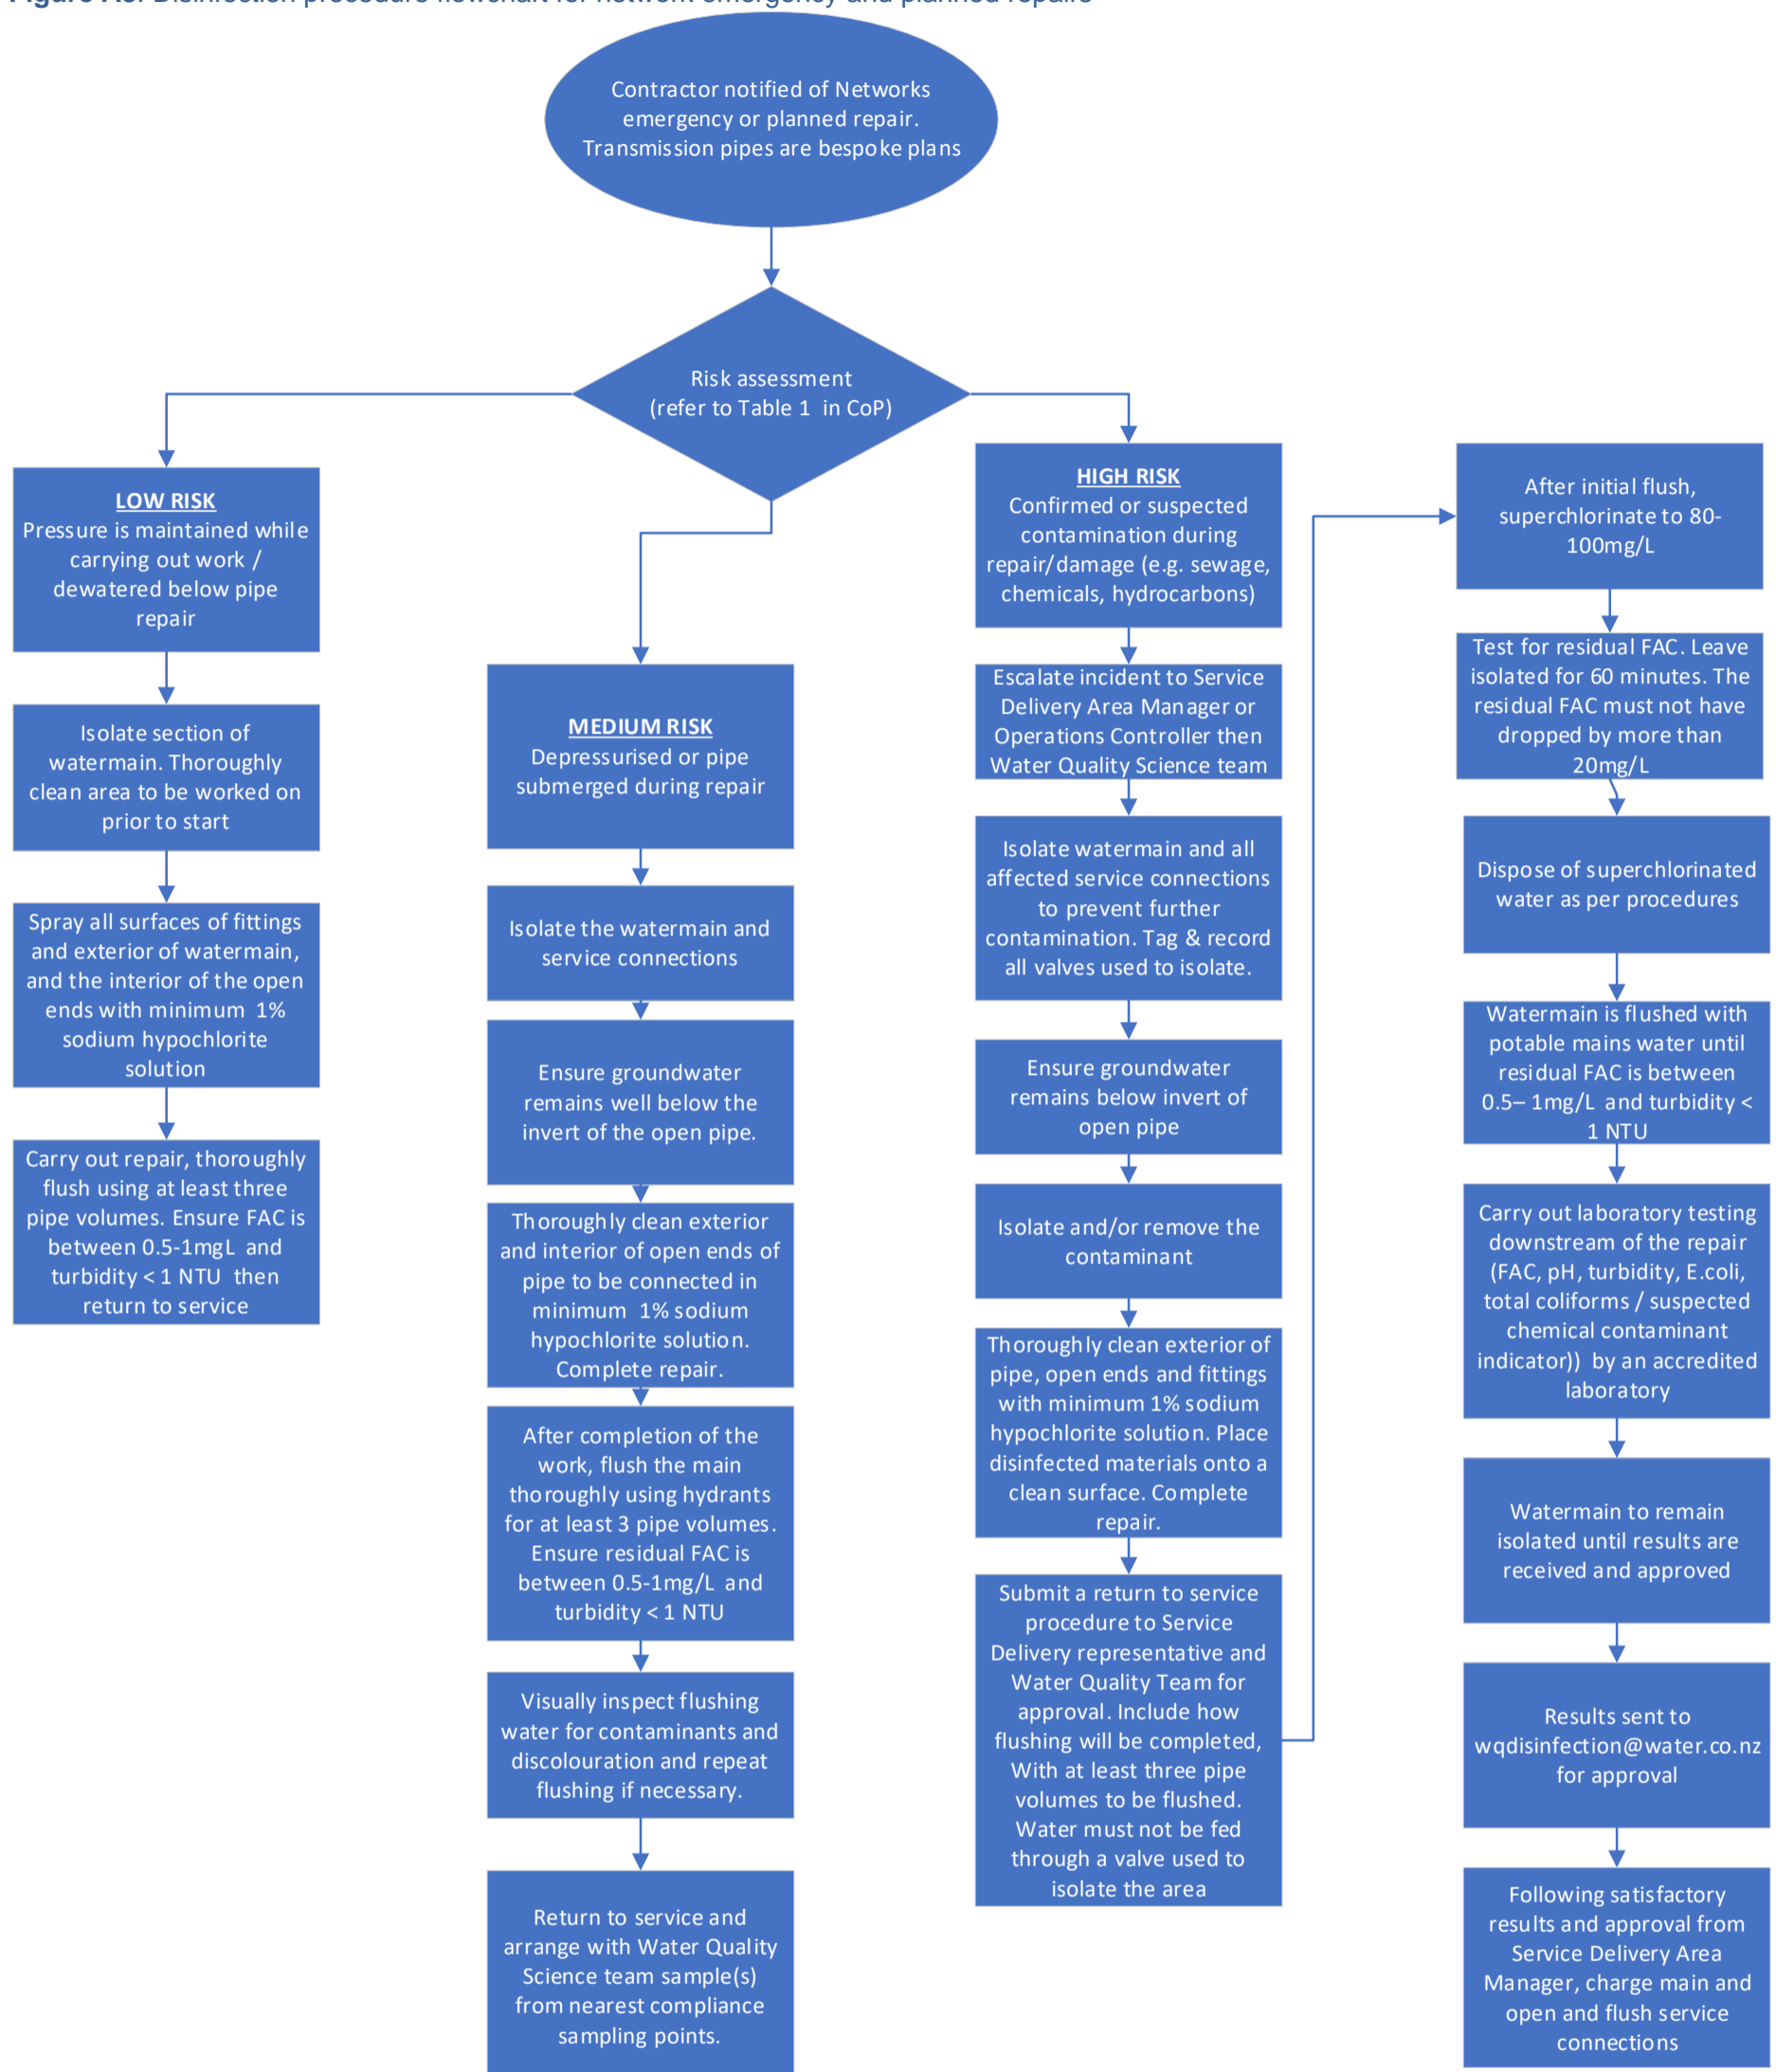 Contractor notified of Networks
emergency or planned repair.
Transmission pipes are bespoke plans
Risk assessment
(refer to Table 1 in CoP)
LOW RISK
Pressure is maintained while
carrying out work /
dewatered below pipe
repair
Isolate section of
watermain. Thoroughly
clean area to be worked on
prior to start
Spray all surfaces of fittings
and exterior of watermain,
and the interior of the open
ends with minimum 1%
sodium hypochlorite
solution
Carry out repair, thoroughly
flush using at least three
pipe volumes. Ensure FAC is
between 0.5-1mgL and
turbidity < 1 NTU then
return to service
MEDIUM RISK
Depressurised or pipe
submerged during repair
Isolate the watermain and
service connections
Ensure groundwater
remains well below the
invert of the open pipe.
Thoroughly clean exterior
and interior of open ends of
pipe to be connected in
minimum 1% sodium
hypochlorite solution.
Complete repair.
After completion of the
work, flush the main
thoroughly using hydrants
for at least 3 pipe volumes.
Ensure residual FAC is
between 0.5-1mg/L and
turbidity < 1 NTU
Visually inspect flushing
water for contaminants and
discolouration and repeat
flushing if necessary.
Return to service and
arrange with Water Quality
Science team sample(s)
from nearest compliance
sampling points.
HIGH RISK
Confirmed or suspected
contamination during
repair/damage (e.g. sewage,
chemicals, hydrocarbons)
Escalate incident to Service
Delivery Area Manager or
Operations Controller then
Water Quality Science team
Isolate watermain and all
affected service connections
to prevent further
contamination. Tag & record
all valves used to isolate.
Ensure groundwater
remains below invert of
open pipe
Isolate and/or remove the
contaminant
Thoroughly clean exterior of
pipe, open ends and fittings
with minimum 1% sodium
hypochlorite solution. Place
disinfected materials onto a
clean surface. Complete
repair.
Submit a return to service
procedure to Service
Delivery representative and
Water Quality Team for
approval. Include how
flushing will be completed,
With at least three pipe
volumes to be flushed.
Water must not be fed
through a valve used to
isolate the area
After initial flush,
superchlorinate to 80-
100mg/L
Test for residual FAC. Leave
isolated for 60 minutes. The
residual FAC must not have
dropped by more than
20mg/L
Dispose of superchlorinated
water as per procedures
Watermain is flushed with
potable mains water until
residual FAC is between
0.5– 1mg/L and turbidity <
1 NTU
Carry out laboratory testing
downstream of the repair
(FAC, pH, turbidity, E.coli,
total coliforms / suspected
chemical contaminant
indicator)) by an accredited
laboratory
Watermain to remain
isolated until results are
received and approved
Results sent to
wqdisinfection@water.co.nz
for approval
Following satisfactory
results and approval from
Service Delivery Area
Manager, charge main and
open and flush service
connections